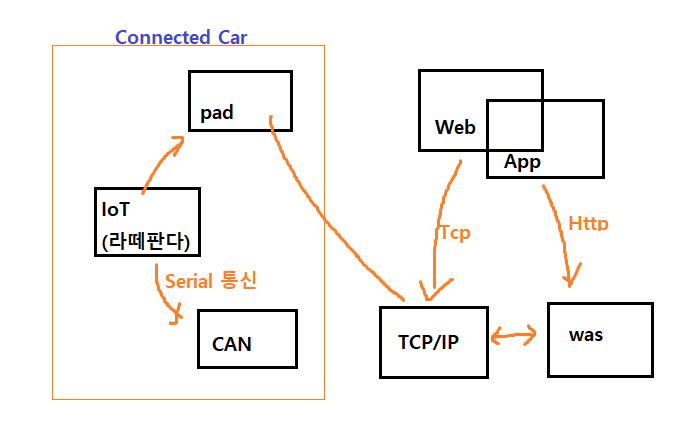 Connected Car
pad
Web
App
IoT
(라떼판다)
Tcp
Http
Serial 통신
CAN
TCP/IP
was